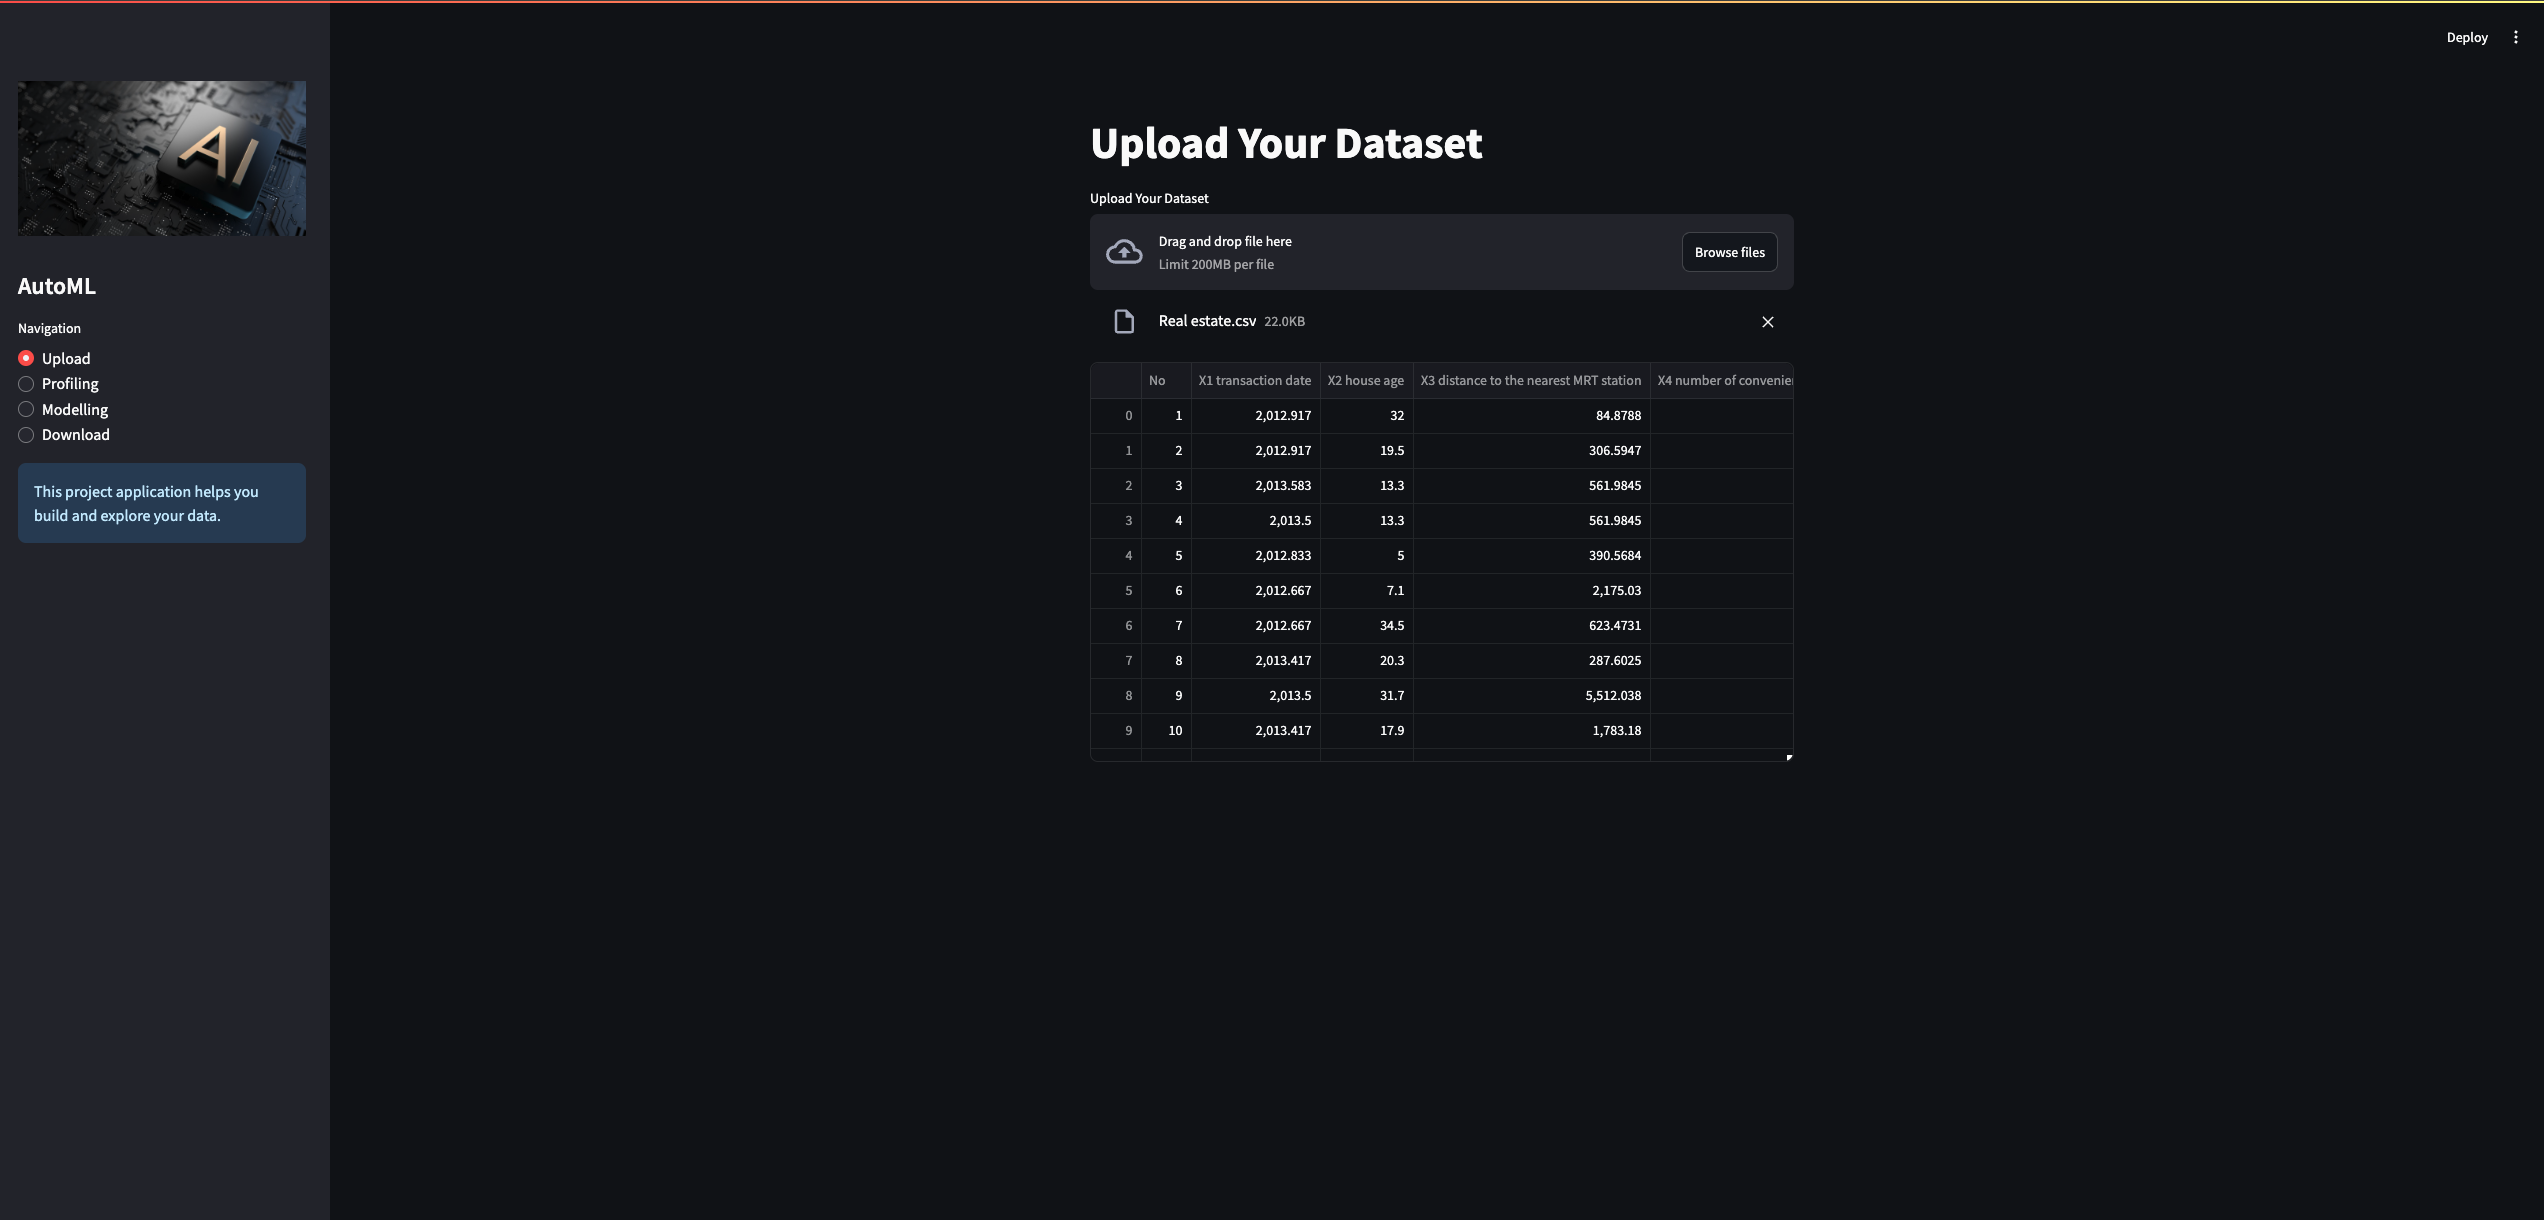 Deploy
AI
AutoML
Navigation
Upload
Profiling
Modelling
Download
This project application helps you
build and explore your data.
Upload Your Dataset
Upload Your Dataset
Drag and drop file here
Limit 200MB per file
Browse files
Real estate.csv 22.0KB
No X1 transaction date X2 house age X3 distance to the nearest MRT station X4 number of
0 1 2,012.917 32 84.8788
1 2 2,012.917 19.5 306.5947
2 3 2,013.583 13.3 561.9845
3 4 2,013.5 13.3 561.9845
4 5 2,012.833 5 390.5684
5 6 2,012.667 7.1 2,175.03
6 7 2,012.667 34.5 623.4731
7 8 2,013.417 20.3 287.6025
8 9 2,013.5 31.7 5,512.038
9 10 2,013.417 17.9 1,783.18